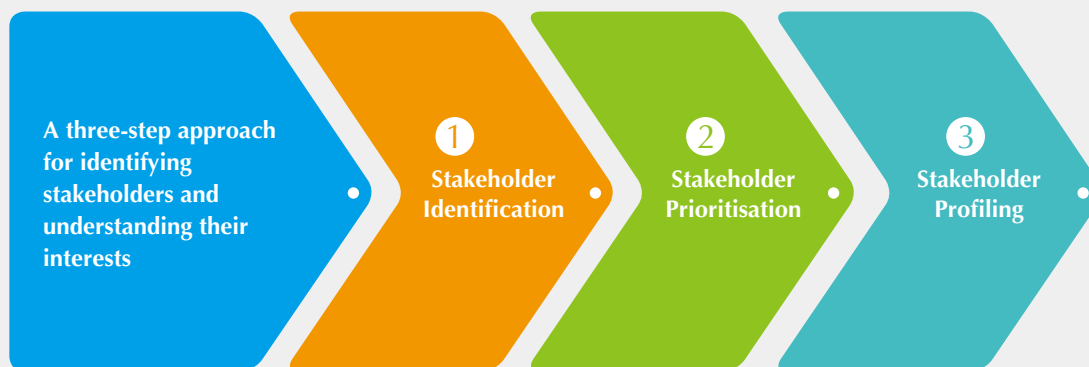 A three-step approach
for identifying
stakeholders and
understanding their
interests
1
Stakeholder
Identification
2
Stakeholder
Prioritisation
3
Stakeholder
Profiling